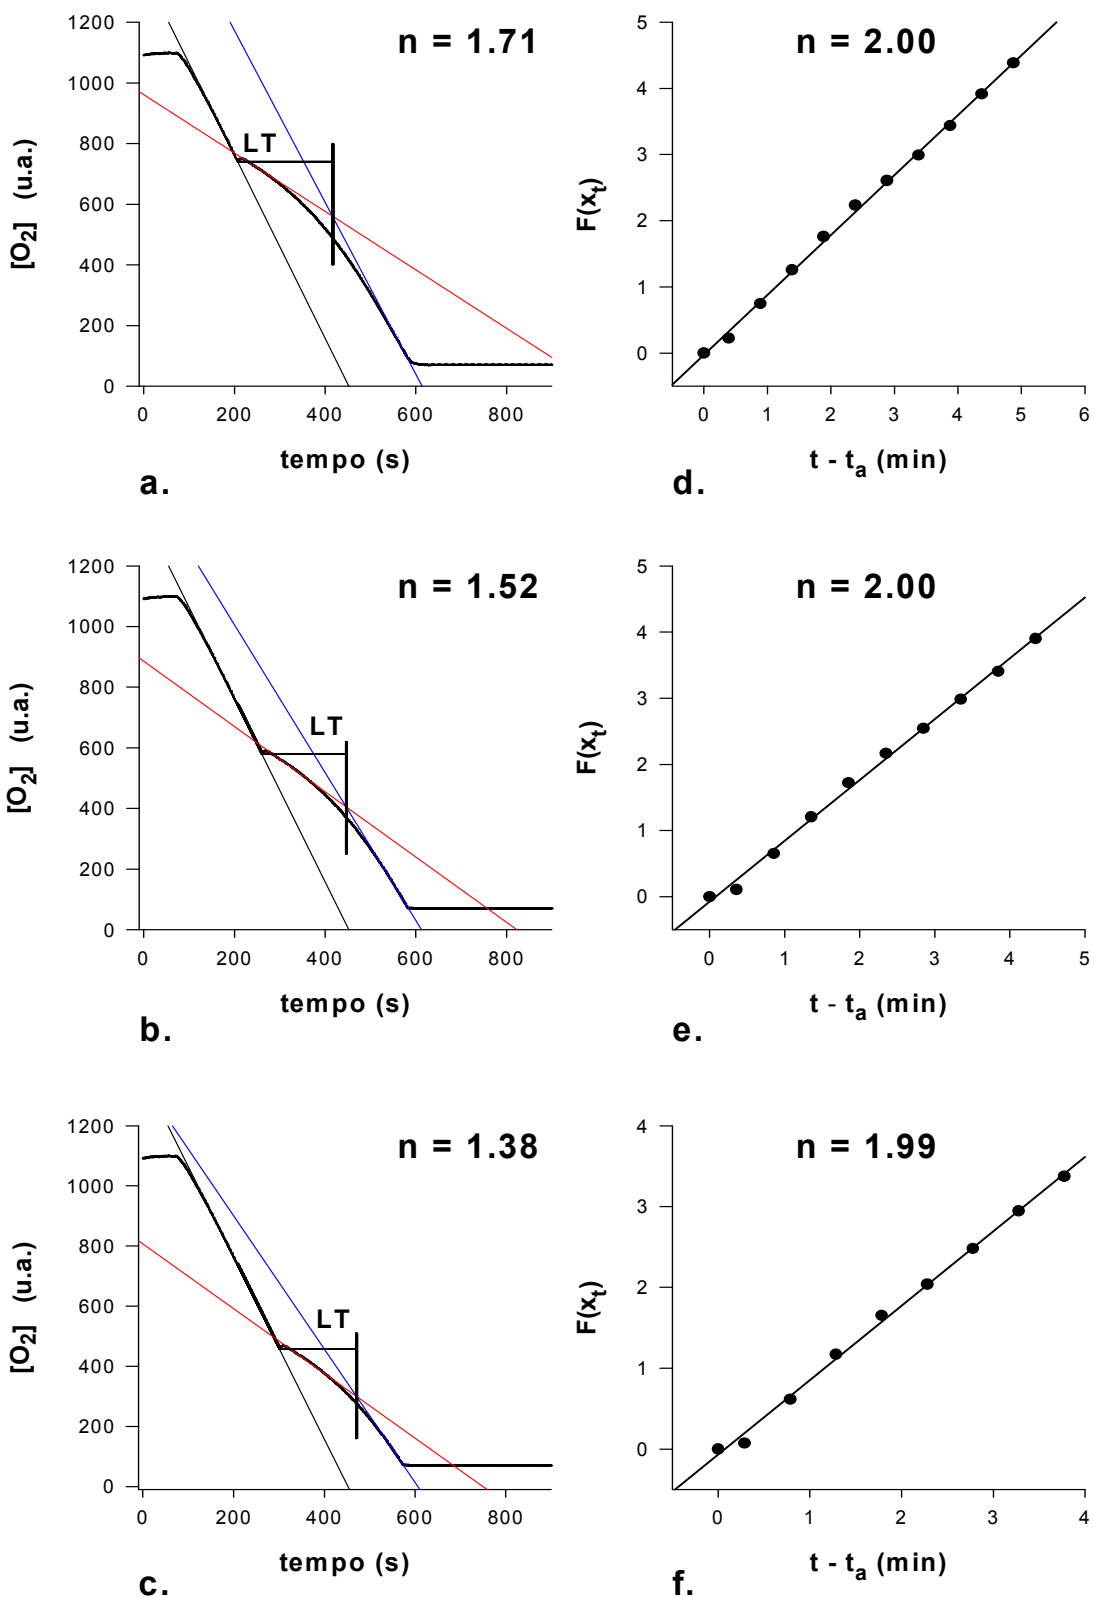 n = 1.71
[O2] (u.a.)
1200
1000
800
600
400
200
0
LT
0 200 400 600 800
tempo (s)
a.
n = 2.00
F(xt)
5
4
3
2
1
0
0 1 2 3 4 5 6
t - ta (min)
d.
n = 1.52
[O2] (u.a.)
1200
1000
800
600
400
200
0
LT
0 200 400 600 800
tempo (s)
b.
n = 2.00
F(xt)
5
4
3
2
1
0
0 1 2 3 4 5
t - ta (min)
e.
n = 1.38
[O2] (u.a.)
1200
1000
800
600
400
200
0
LT
0 200 400 600 800
tempo (s)
c.
n = 1.99
F(xt)
4
3
2
1
0
0 1 2 3 4
t - ta (min)
f.